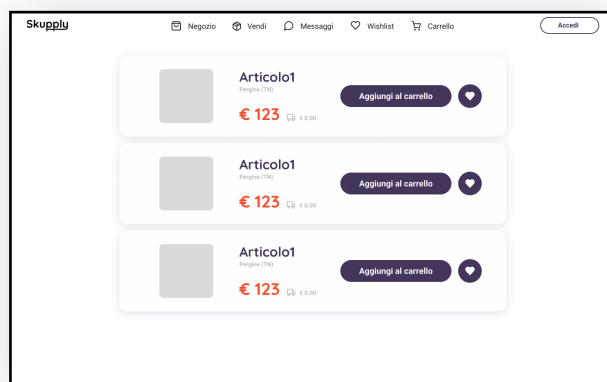 Skupply
Negozio Vendi Messaggi Wishlist Carrello Accedi
Articolo1
Pergine (TN)
€ 123 € 0.00
Aggiungi al carrello
Articolo1
Pergine (TN)
€ 123 € 0.00
Aggiungi al carrello
Articolo1
Pergine (TN)
€ 123 € 0.00
Aggiungi al carrello